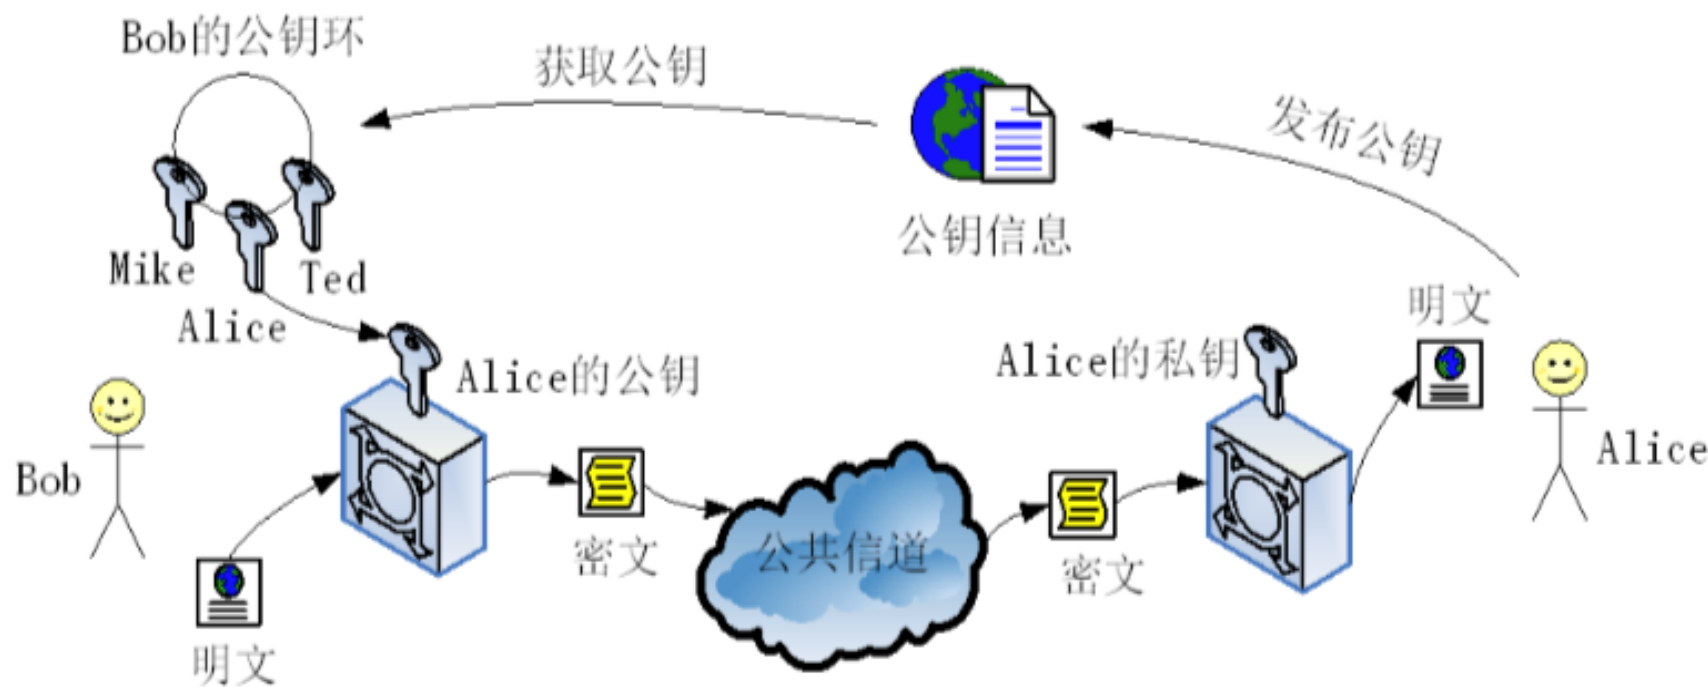 Bob的公钥环
获取公钥
发布公钥
公钥信息
Mike
Ted
Alice
明文
Alice的公钥
Alice的私钥
Bob
Alice
密文
公共信道
密文
明文